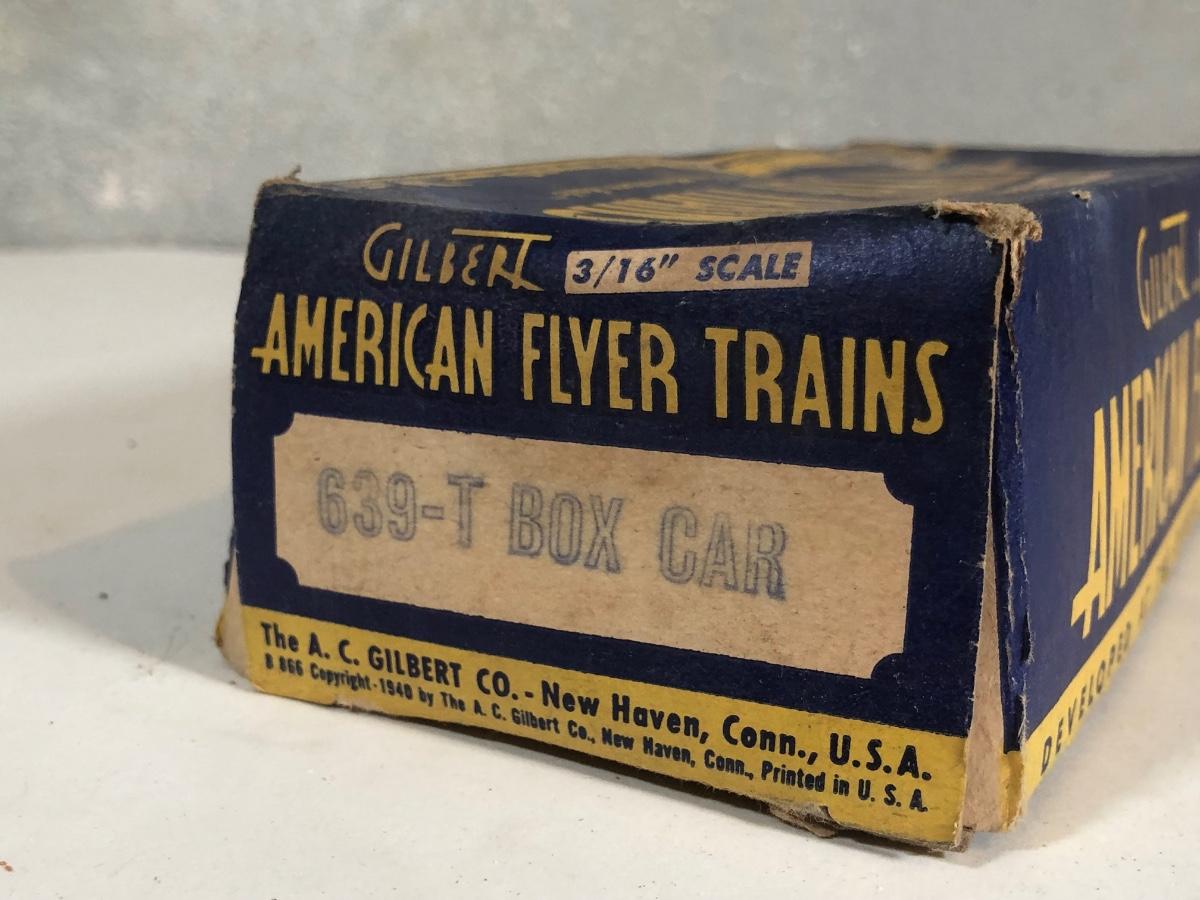 GILBERT 3/16" SCALE
AMERICAN FLYER TRAINS
639-T BOX CAR
The A. C. GILBERT CO. - New Haven, Conn., U.S.A.
B 866 Copyright-1940 by The A. C. Gilbert Co., New Haven, Conn., Printed in U. S. A.
GILBERT
AMERICAN
DEVELOPED